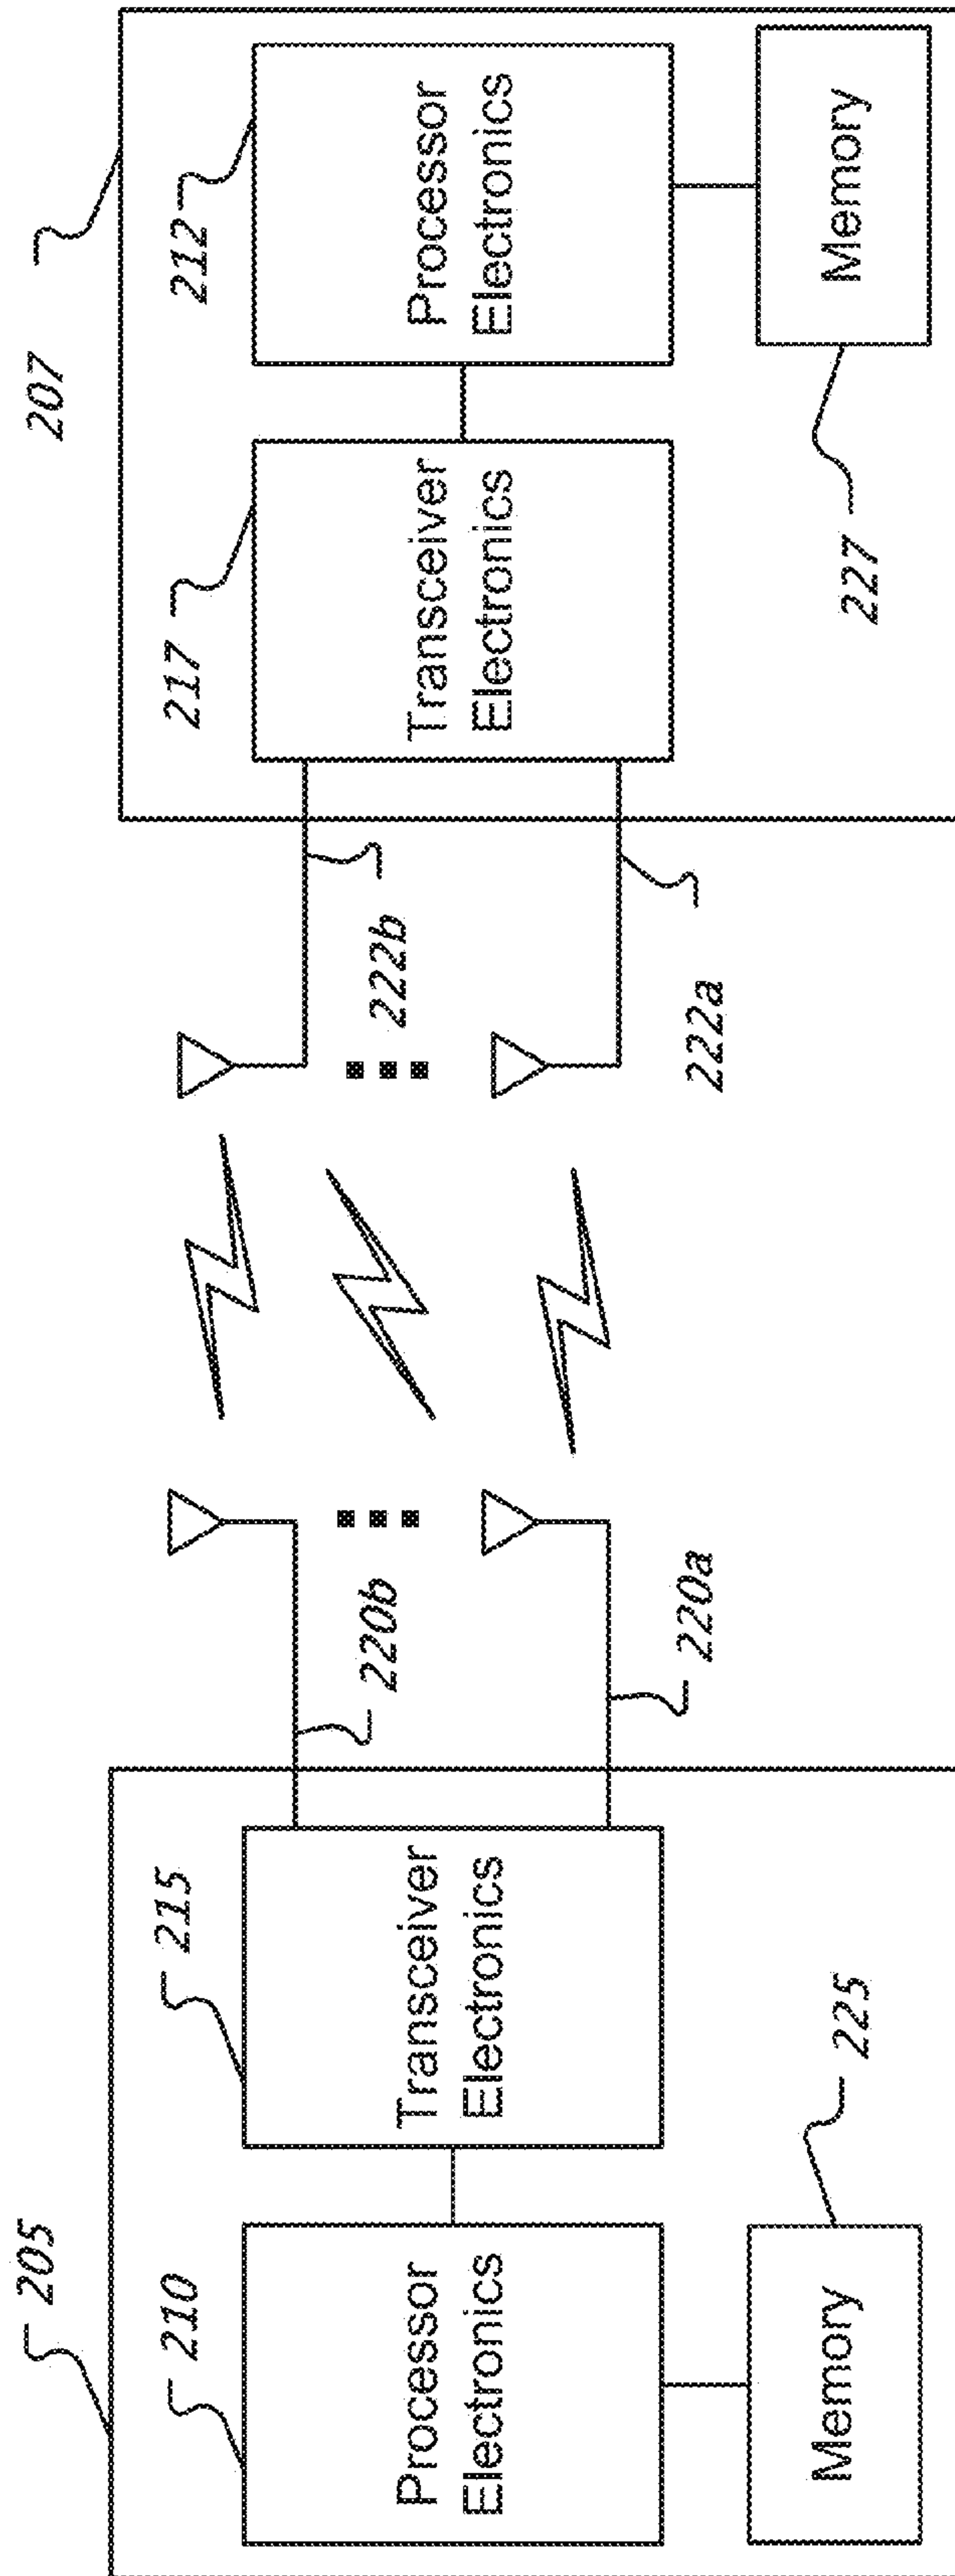 205
210
Processor
Electronics
215
Transceiver
Electronics
Memory
225
220b
220a
222b
222a
207
217
Transceiver
Electronics
212
Processor
Electronics
227
Memory